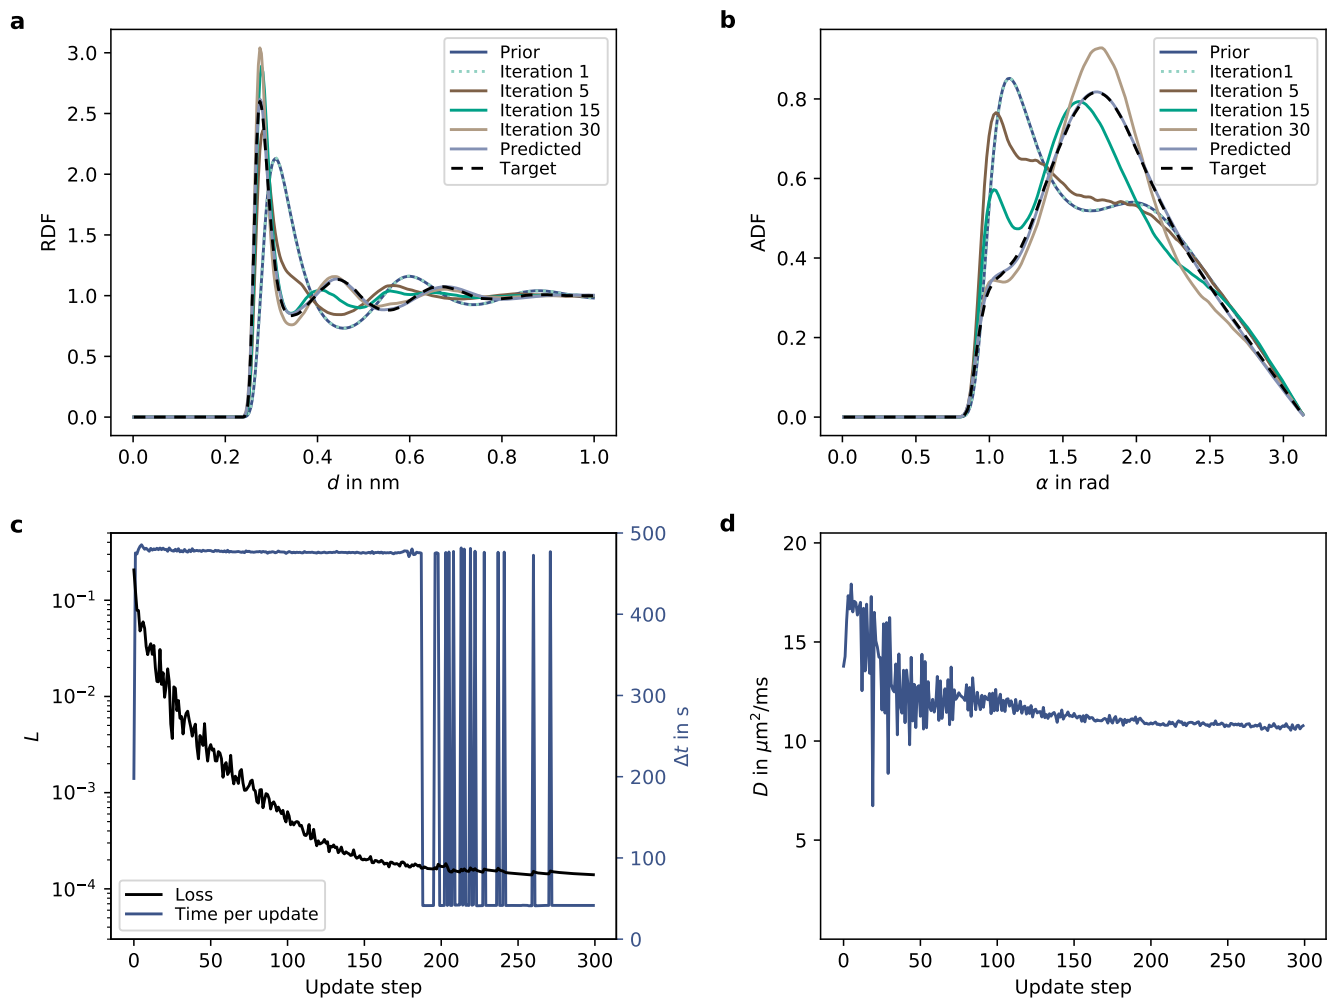 a
3.0
2.5
2.0
1.5
1.0
0.5
0.0
RDF
0.0 0.2 0.4 0.6 0.8 1.0
d in nm
Prior
Iteration 1
Iteration 5
Iteration 15
Iteration 30
Predicted
Target
b
0.8
0.6
0.4
0.2
0.0
ADF
0.0 0.5 1.0 1.5 2.0 2.5 3.0
α in rad
Prior
Iteration1
Iteration 5
Iteration 15
Iteration 30
Predicted
Target
c
10⁻¹
10⁻²
10⁻³
10⁻⁴
L
500
400
300
200
100
0
Δt in s
Loss
Time per update
0 50 100 150 200 250 300
Update step
d
20
15
10
5
D in μm²/ms
0 50 100 150 200 250 300
Update step